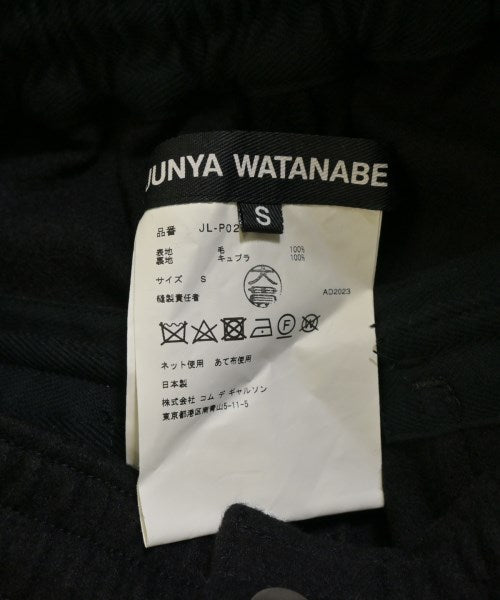 JUNYA WATANABE
S
品番 JL-P02
表地 毛 100%
裏地 キュプラ 100%
サイズ S
縫製責任者
AD2023
F
ネット使用 あて布使用
日本製
株式会社 コム デ ギャルソン
東京都港区南青山5-11-5